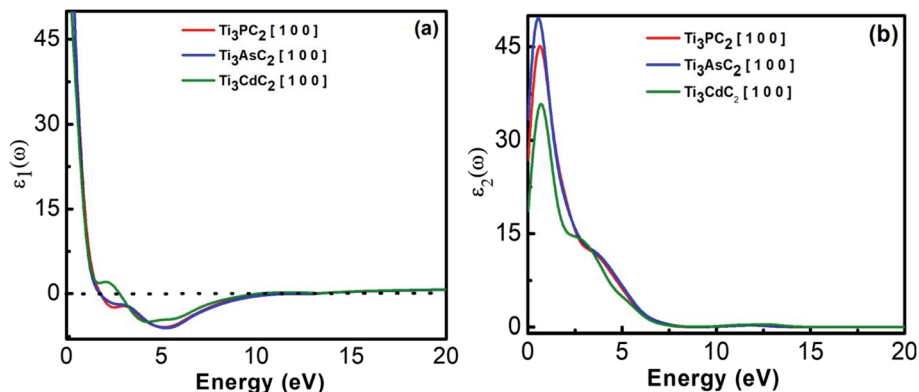 (a)
Ti₃PC₂ [ 1 0 0 ]
Ti₃AsC₂ [ 1 0 0 ]
Ti₃CdC₂ [ 1 0 0 ]
ε₁(ω)
45
30
15
0
0 5 10 15 20
Energy (eV)
(b)
Ti₃PC₂ [ 1 0 0 ]
Ti₃AsC₂ [ 1 0 0 ]
Ti₃CdC₂ [ 1 0 0 ]
ε₂(ω)
45
30
15
0
0 5 10 15 20
Energy (eV)